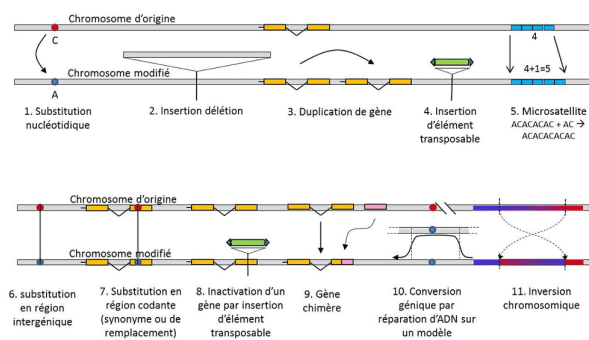 Chromosome d'origine
C
4
4+1=5
Chromosome modifié
A
1. Substitution
nucléotidique
2. Insertion délétion
3. Duplication de gène
4. Insertion
d'élément
transposable
5. Microsatellite
ACACACAC + AC →
ACACACACAC
Chromosome d'origine
Chromosome modifié
6. substitution
en région
intergénique
7. Substitution en
région codante
(synonyme ou de
remplacement)
8. Inactivation d'un
gène par insertion
d'élément
transposable
9. Gène
chimère
10. Conversion
génique par
réparation d'ADN sur
un modèle
11. Inversion
chromosomique